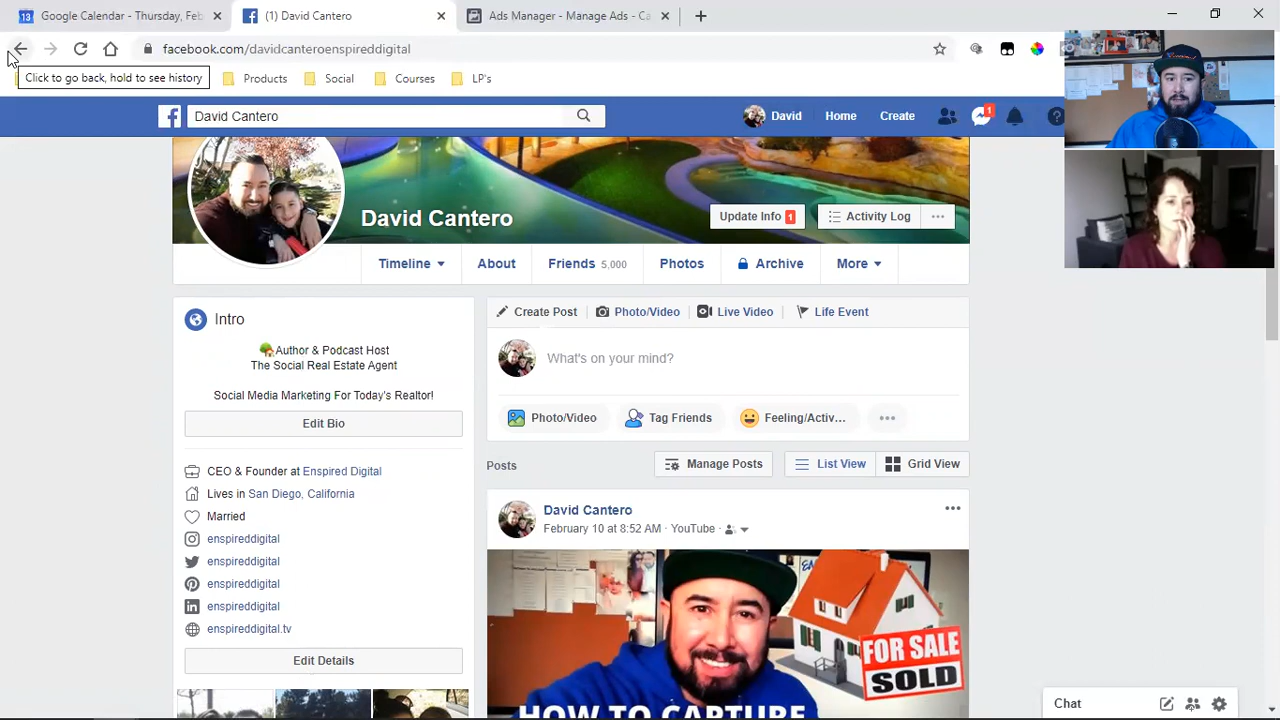 Google Calendar - Thursday, Feb
(1) David Cantero
Ads Manager - Manage Ads - Ca
facebook.com/davidcanteroenspireddigital
Click to go back, hold to see history
Products
Social
Courses
LP's
David Cantero
David
Home
Create
1
David Cantero
Update Info 1
Activity Log
Timeline
About
Friends 5,000
Photos
Archive
More
Intro
Author & Podcast Host
The Social Real Estate Agent
Social Media Marketing For Today's Realtor!
Edit Bio
CEO & Founder at Enspired Digital
Lives in San Diego, California
Married
enspireddigital
enspireddigital
enspireddigital
enspireddigital
enspireddigital.tv
Edit Details
Create Post
Photo/Video
Live Video
Life Event
What's on your mind?
Photo/Video
Tag Friends
Feeling/Activ...
Posts
Manage Posts
List View
Grid View
David Cantero
February 10 at 8:52 AM · YouTube ·
FOR SALE
SOLD
HOW TO CAPTURE
Chat